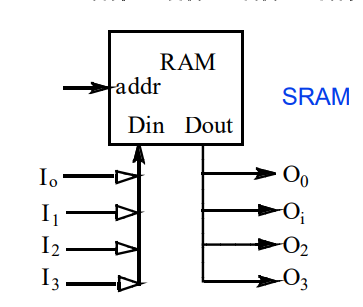 RAM
addr
SRAM
Din Dout
Io O0
I1 Oi
I2 O2
I3 O3